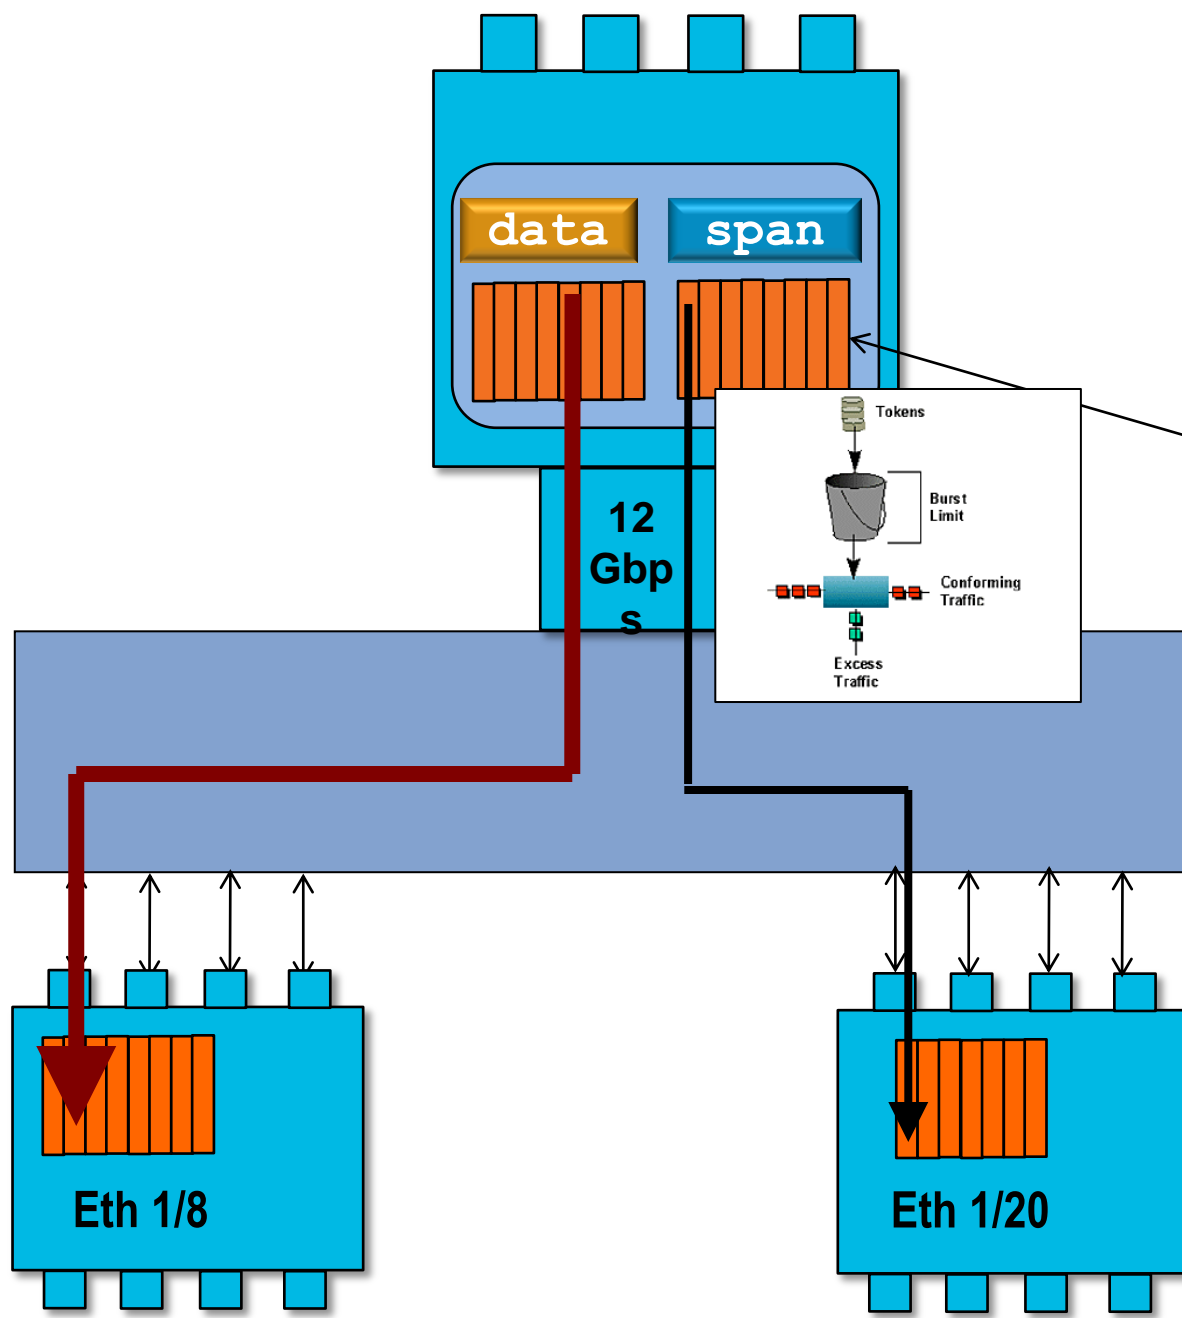 data
span
Tokens
Burst
Limit
12
Gbp
s
Conforming
Traffic
Excess
Traffic
Eth 1/8
Eth 1/20